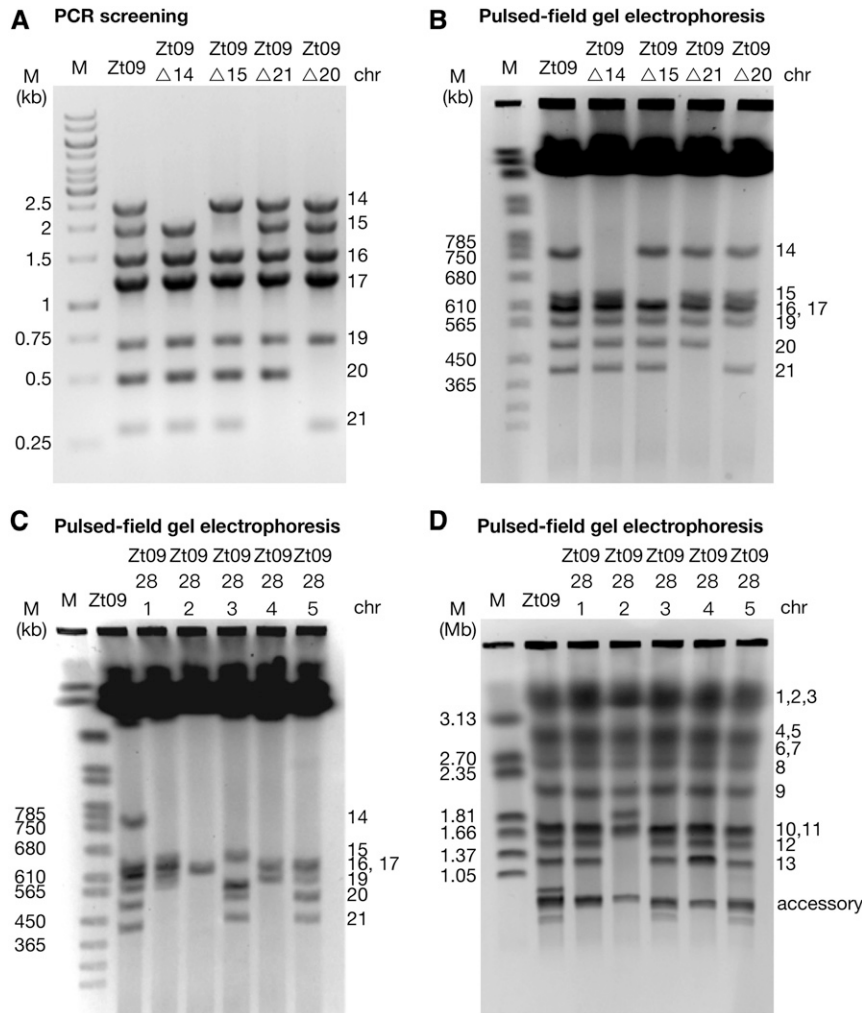 A PCR screening
M
(kb)
M Zt09 Zt09 Zt09 Zt09 Zt09 chr
△14 △15 △21 △20
2.5
2
1.5
1
0.75
0.5
0.25
14
15
16
17
19
20
21
B Pulsed-field gel electrophoresis
M
(kb)
M Zt09 Zt09 Zt09 Zt09 Zt09 chr
△14 △15 △21 △20
785
750
680
610
565
450
365
14
15
16, 17
19
20
21
C Pulsed-field gel electrophoresis
Zt09 Zt09 Zt09 Zt09 Zt09
28 28 28 28 28
M
(kb)
M Zt09 1 2 3 4 5 chr
785
750
680
610
565
450
365
14
15
16, 17
19
20
21
D Pulsed-field gel electrophoresis
Zt09 Zt09 Zt09 Zt09 Zt09
28 28 28 28 28
M
(Mb)
M Zt09 1 2 3 4 5 chr
3.13
2.70
2.35
1.81
1.66
1.37
1.05
1,2,3
4,5
6,7
8
9
10,11
12
13
accessory